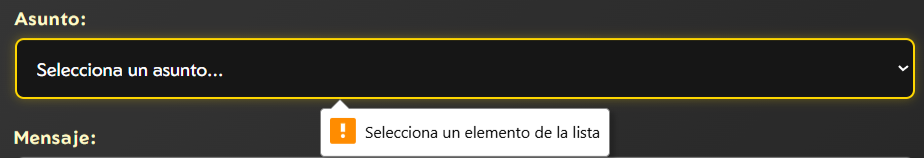 Asunto:
Selecciona un asunto...
Selecciona un elemento de la lista
Mensaje: